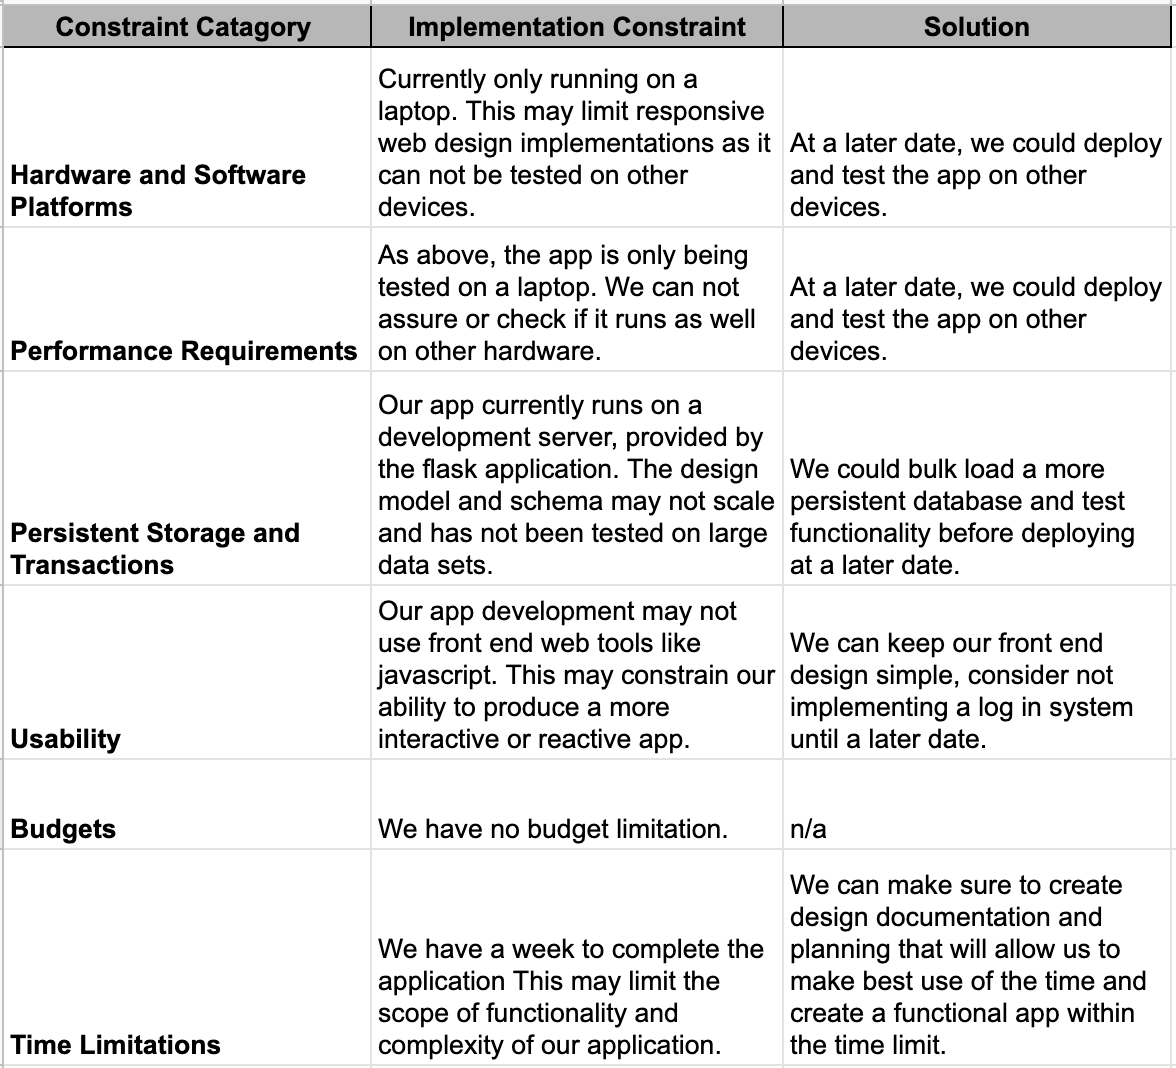 Constraint Catagory
Implementation Constraint
Solution
Hardware and Software
Platforms
Currently only running on a
laptop. This may limit responsive
web design implementations as it
can not be tested on other
devices.
At a later date, we could deploy
and test the app on other
devices.
Performance Requirements
As above, the app is only being
tested on a laptop. We can not
assure or check if it runs as well
on other hardware.
At a later date, we could deploy
and test the app on other
devices.
Persistent Storage and
Transactions
Our app currently runs on a
development server, provided by
the flask application. The design
model and schema may not scale
and has not been tested on large
data sets.
We could bulk load a more
persistent database and test
functionality before deploying
at a later date.
Usability
Our app development may not
use front end web tools like
javascript. This may constrain our
ability to produce a more
interactive or reactive app.
We can keep our front end
design simple, consider not
implementing a log in system
until a later date.
Budgets
We have no budget limitation.
n/a
Time Limitations
We have a week to complete the
application This may limit the
scope of functionality and
complexity of our application.
We can make sure to create
design documentation and
planning that will allow us to
make best use of the time and
create a functional app within
the time limit.